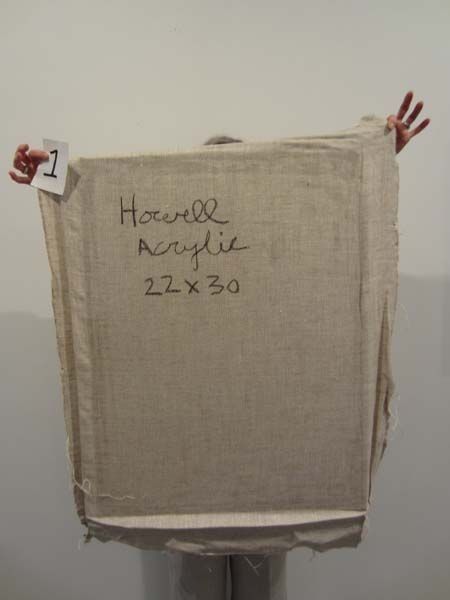 1
Howell
Acrylic
22 x 30